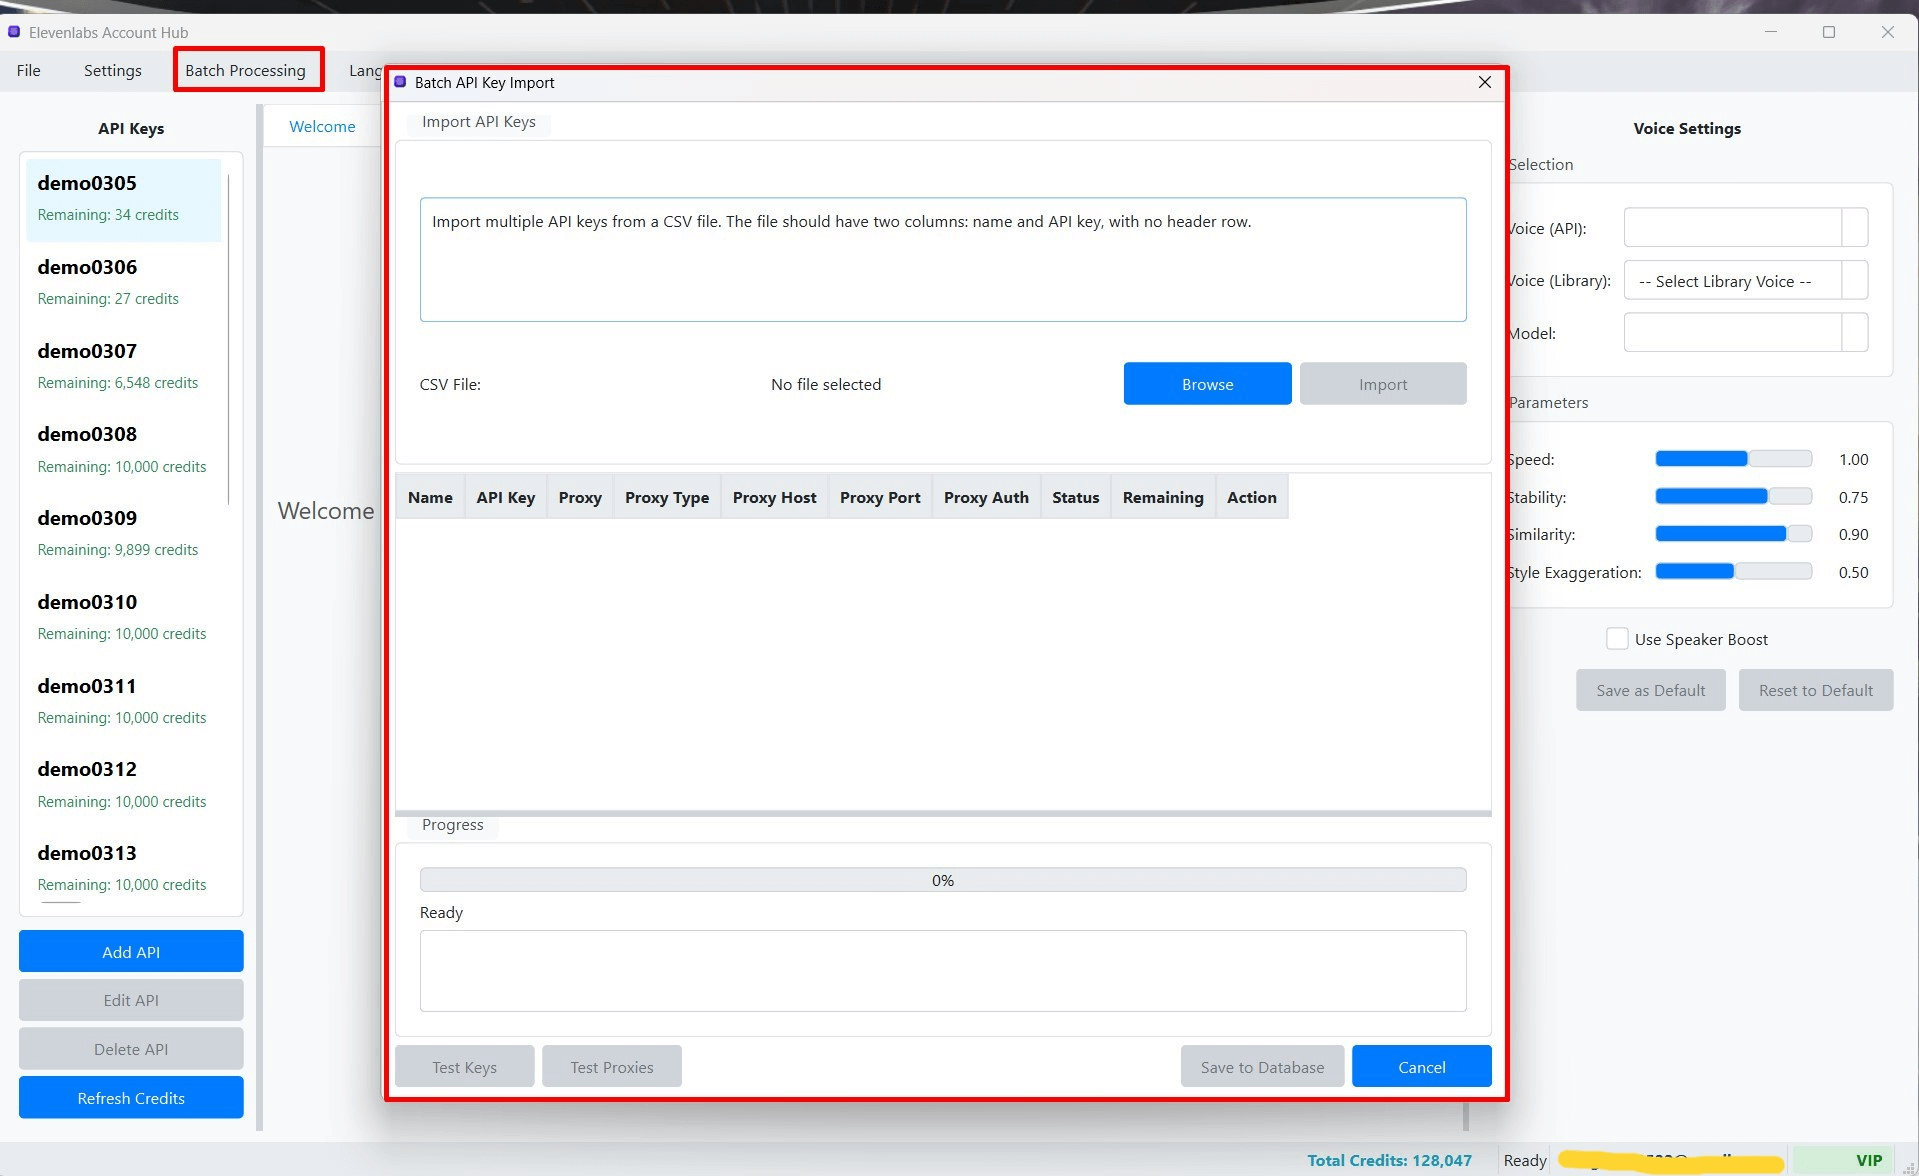 Elevenlabs Account Hub
File Settings Batch Processing Lang
API Keys
demo0305
Remaining: 34 credits
demo0306
Remaining: 27 credits
demo0307
Remaining: 6,548 credits
demo0308
Remaining: 10,000 credits
demo0309
Remaining: 9,899 credits
demo0310
Remaining: 10,000 credits
demo0311
Remaining: 10,000 credits
demo0312
Remaining: 10,000 credits
demo0313
Remaining: 10,000 credits
Add API
Edit API
Delete API
Refresh Credits
Welcome
Welcome
Batch API Key Import
Import API Keys
Import multiple API keys from a CSV file. The file should have two columns: name and API key, with no header row.
CSV File: No file selected Browse Import
Name API Key Proxy Proxy Type Proxy Host Proxy Port Proxy Auth Status Remaining Action
Progress
0%
Ready
Test Keys Test Proxies Save to Database Cancel
Voice Settings
Selection
Voice (API):
Voice (Library): -- Select Library Voice --
Model:
Parameters
Speed: 1.00
Stability: 0.75
Similarity: 0.90
Style Exaggeration: 0.50
Use Speaker Boost
Save as Default Reset to Default
Total Credits: 128,047 Ready VIP